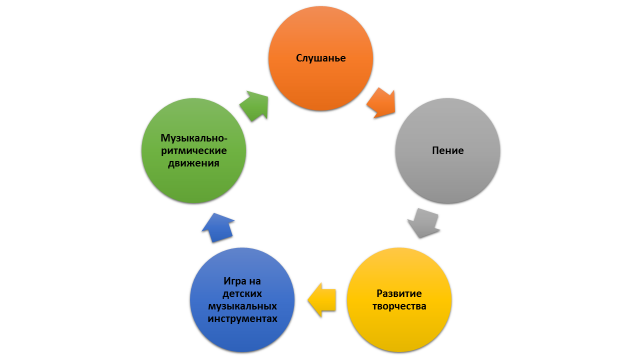 Слушанье
Пение
Развитие
творчества
Игра на
детских
музыкальных
инструментах
Музыкально-
ритмические
движения